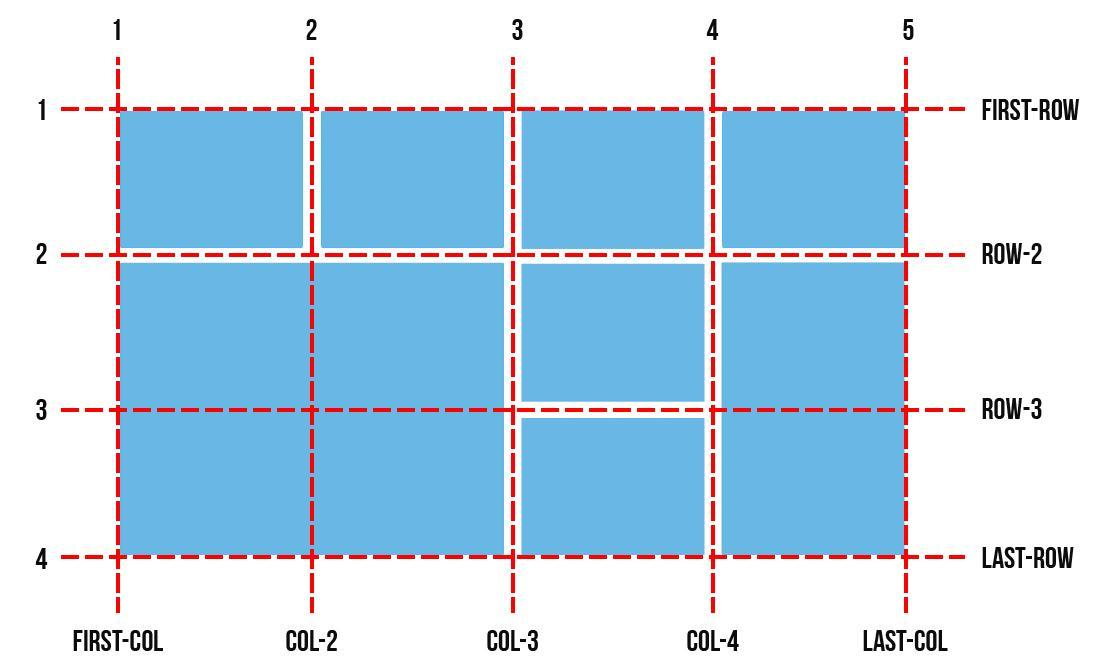 1 2 3 4 5
1 FIRST-ROW
2 ROW-2
3 ROW-3
4 LAST-ROW
FIRST-COL COL-2 COL-3 COL-4 LAST-COL